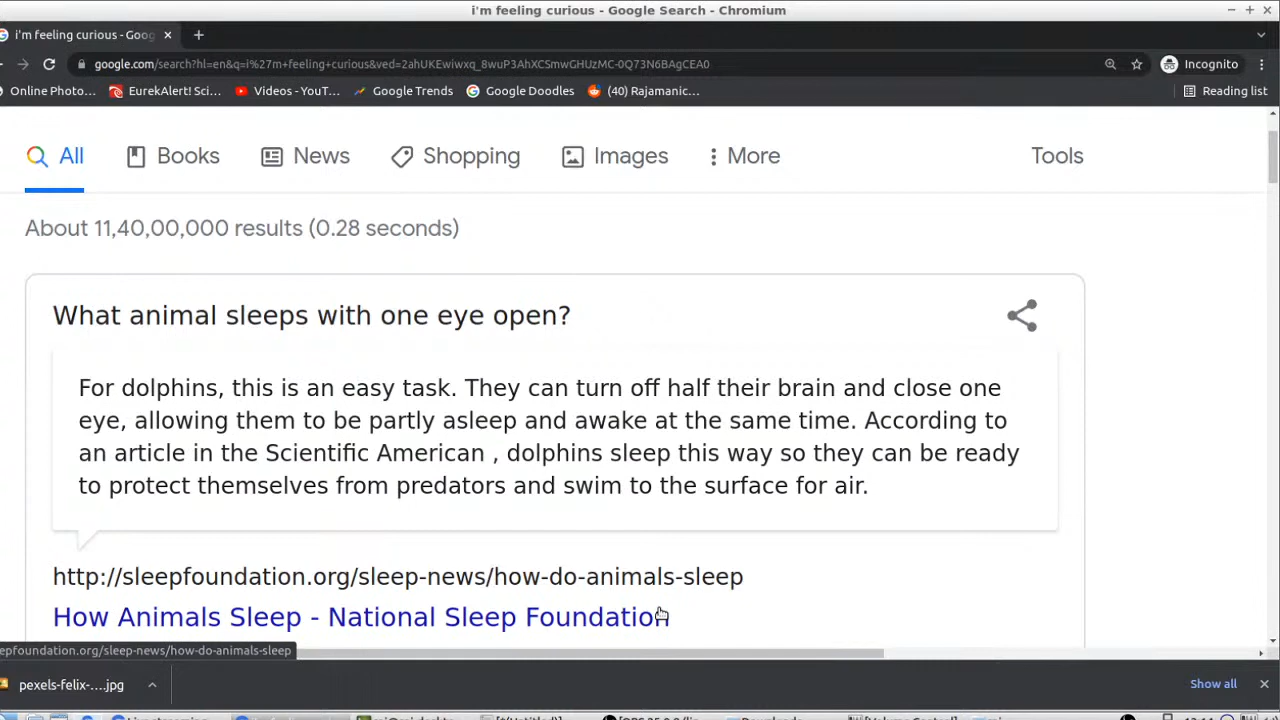 i'm feeling curious - Google Search - Chromium
i'm feeling curious - Goog
google.com/search?hl=en&q=i%27m+feeling+curious&ved=2ahUKEwiwxq_8wuP3AhXCSmwGHUzMC-0Q73N6BAgCEA0
Incognito
Online Photo... EurekAlert! Sci... Videos - YouT... Google Trends Google Doodles (40) Rajamanic... Reading list
All Books News Shopping Images More Tools
About 11,40,00,000 results (0.28 seconds)
What animal sleeps with one eye open?
For dolphins, this is an easy task. They can turn off half their brain and close one
eye, allowing them to be partly asleep and awake at the same time. According to
an article in the Scientific American , dolphins sleep this way so they can be ready
to protect themselves from predators and swim to the surface for air.
http://sleepfoundation.org/sleep-news/how-do-animals-sleep
How Animals Sleep - National Sleep Foundation
epfoundation.org/sleep-news/how-do-animals-sleep
pexels-felix-....jpg Show all